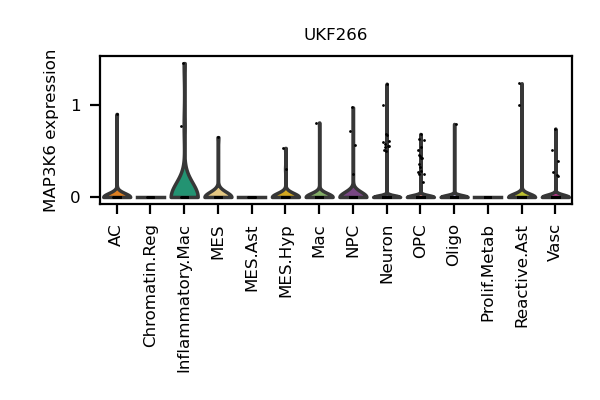 UKF266
MAP3K6 expression
1
0
AC
Chromatin.Reg
Inflammatory.Mac
MES
MES.Ast
MES.Hyp
Mac
NPC
Neuron
OPC
Oligo
Prolif.Metab
Reactive.Ast
Vasc